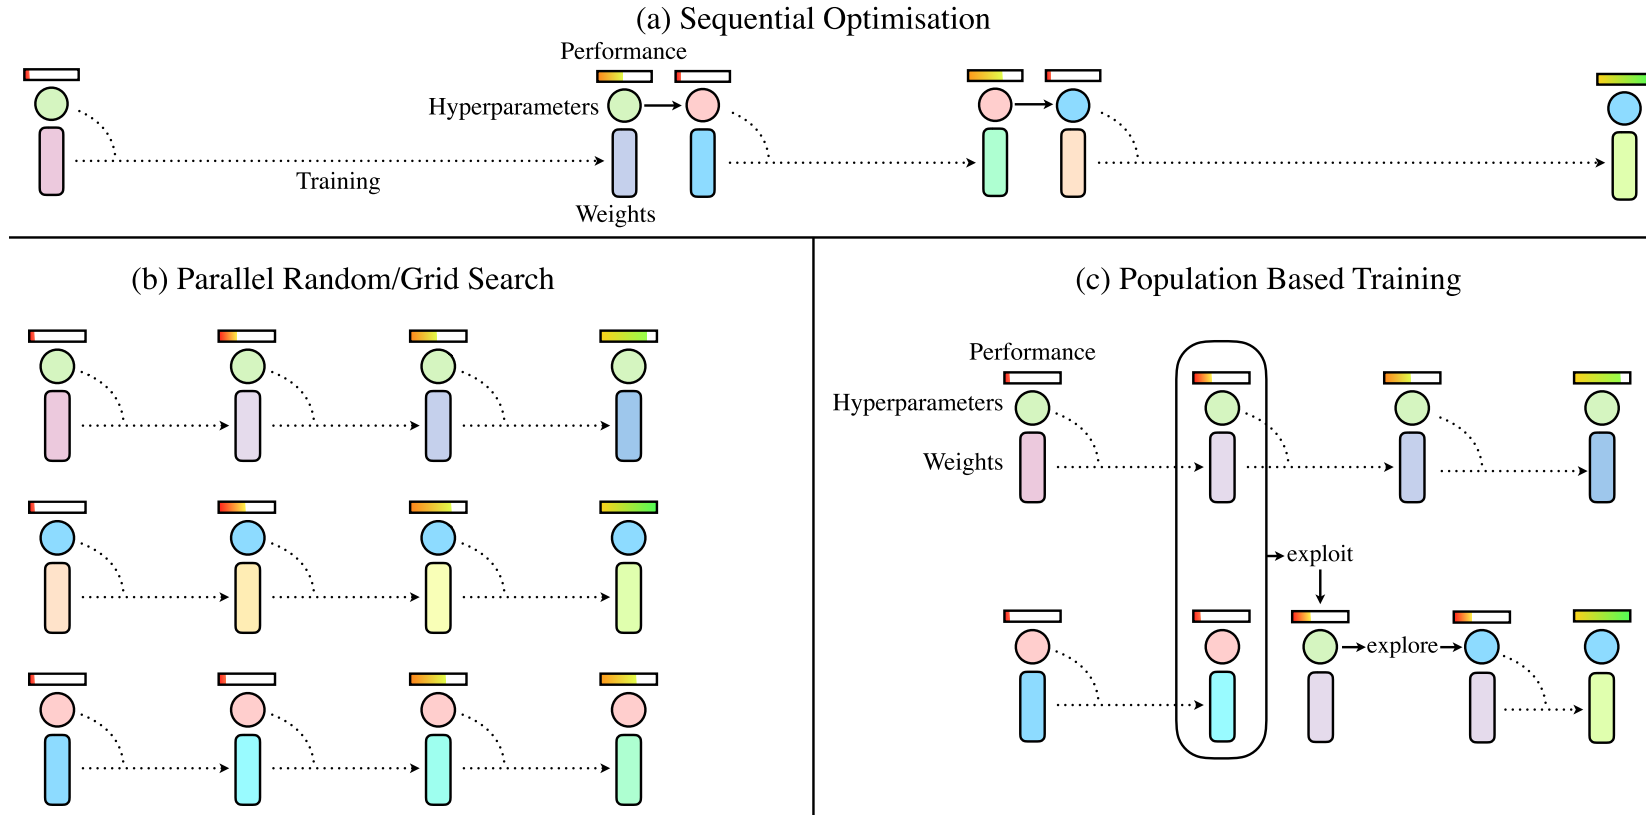 (a) Sequential Optimisation
Performance
Hyperparameters
Training
Weights
(b) Parallel Random/Grid Search
(c) Population Based Training
Performance
Hyperparameters
Weights
exploit
explore